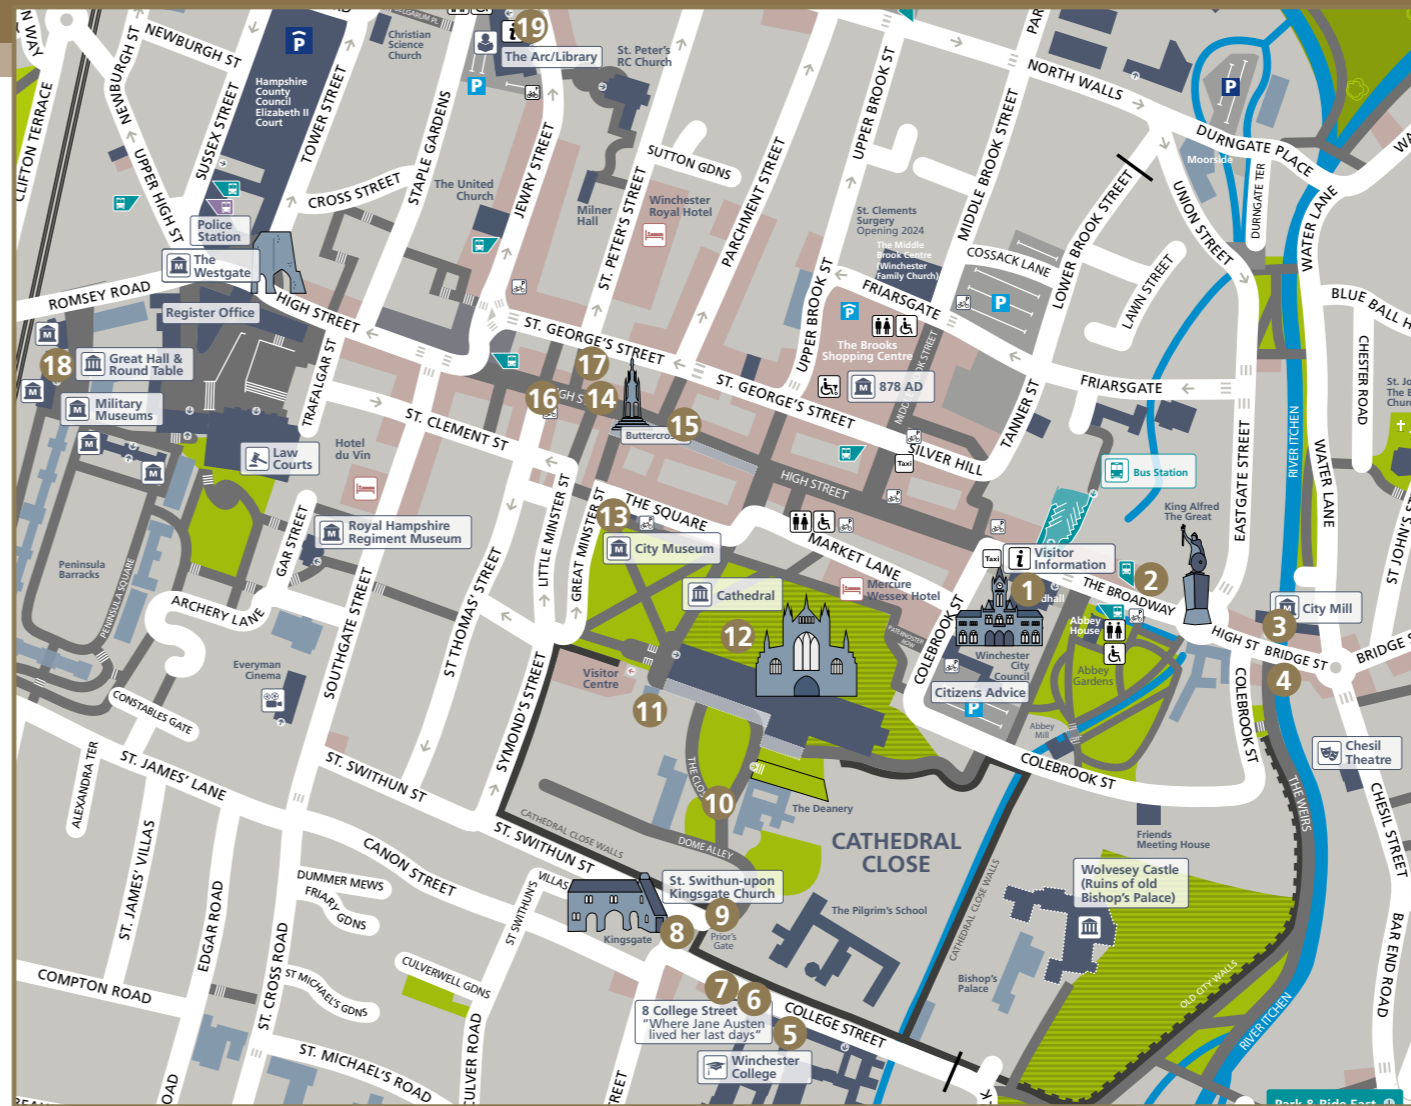 BELGARUM PL
19
The Arc/Library
Christian
Science
Church
St. Peter's
RC Church
NEWBURGH ST
NEWBURGH ST
P
Hampshire
County
Council
Elizabeth II
Court
SUSSEX STREET
TOWER STREET
STAPLE GARDENS
P
JEWRY STREET
UPPER BROOK ST
NORTH WALLS
MIDDLE BROOK STREET
P
DURNGATE PLACE
Moorside
DURNGATE TER
WATER LANE
CLIFTON TERRACE
UPPER HIGH ST
CROSS STREET
The United
Church
Milner
Hall
ST. PETER'S STREET
SUTTON GDNS
Winchester
Royal Hotel
PARCHMENT STREET
St. Clements
Surgery
Opening 2024
The Middle
Brook Centre
(Winchester
Family Church)
COSSACK LANE
P
LOWER BROOK STREET
UNION STREET
LAWN STREET
Police
Station
M
The
Westgate
ROMSEY ROAD
Register Office
HIGH STREET
ST. GEORGE'S STREET
UPPER BROOK ST
FRIARSGATE
P
The Brooks
Shopping Centre
M
878 AD
FRIARSGATE
BLUE BALL H
CHESTER ROAD
18
M
M
Great Hall &
Round Table
Military
Museums
M
M
M
TRAFALGAR ST
ST. CLEMENT ST
17
16
14
15
Buttercross
ST. GEORGE'S STREET
SILVER HILL
TANNER ST
Taxi
HIGH STREET
Law
Courts
Hotel
du Vin
Bus Station
EASTGATE STREET
RIVER ITCHEN
WATER LANE
King Alfred
The Great
ST JOHN'S ST
M
Royal Hampshire
Regiment Museum
Peninsula
Barracks
PENINSULA SQUARE
GAR STREET
ARCHERY LANE
SOUTHGATE STREET
ST THOMAS' STREET
LITTLE MINSTER ST
GREAT MINSTER ST
13
THE SQUARE
M
City Museum
MARKET LANE
Mercure
Wessex Hotel
Cathedral
12
Taxi
i
Visitor
Information
1
THE BROADWAY
2
Abbey
House
M
City Mill
3
HIGH ST
BRIDGE ST
4
COLEBROOK ST
PATERNOSTER
ROW
Winchester
City
Council
Citizens Advice
P
Abbey
Gardens
Abbey
Mill
COLEBROOK ST
COLEBROOK ST
Everyman
Cinema
CONSTABLES GATE
Visitor
Centre
11
SYMOND'S STREET
Chesil
Theatre
THE WEIRS
CHESIL STREET
ALEXANDRA TER
ST. JAMES' LANE
ST. SWITHUN ST
ST. SWITHUN ST
CATHEDRAL CLOSE WALLS
10
DOME ALLEY
The Deanery
CATHEDRAL
CLOSE
Friends
Meeting House
ST. JAMES' VILLAS
CANON STREET
DUMMER MEWS
FRIARY
GDNS
ST SWITHUN'S
VILLAS
Kingsgate
St. Swithun-upon
Kingsgate Church
8
9
Prior's
Gate
The Pilgrim's School
CATHEDRAL CLOSE WALLS
Wolvesey Castle
(Ruins of old
Bishop's Palace)
Bishop's
Palace
OLD CITY WALLS
BAR END ROAD
COMPTON ROAD
EDGAR ROAD
ST. CROSS ROAD
ST MICHAEL'S GDNS
CULVERWELL GDNS
CULVER ROAD
7
6
8 College Street
"Where Jane Austen
lived her last days"
5
COLLEGE STREET
Winchester
College
RIVER ITCHEN
ST. MICHAEL'S ROAD
Park & Ride East